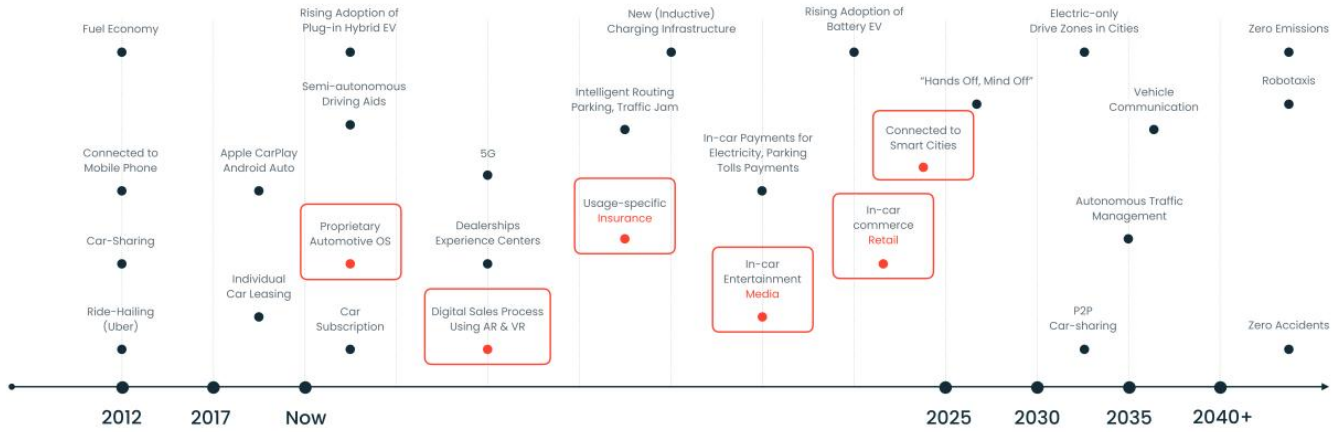 Fuel Economy
Connected to
Mobile Phone
Car-Sharing
Ride-Hailing
(Uber)
Apple CarPlay
Android Auto
Individual
Car Leasing
Rising Adoption of
Plug-in Hybrid EV
Semi-autonomous
Driving Aids
Proprietary
Automotive OS
Car
Subscription
5G
Dealerships
Experience Centers
Digital Sales Process
Using AR & VR
New (Inductive)
Charging Infrastructure
Intelligent Routing
Parking, Traffic Jam
Usage-specific
Insurance
In-car Payments for
Electricity, Parking
Tolls Payments
In-car
Entertainment
Media
Rising Adoption of
Battery EV
In-car
commerce
Retail
Connected to
Smart Cities
"Hands Off, Mind Off"
Electric-only
Drive Zones in Cities
Vehicle
Communication
Autonomous Traffic
Management
P2P
Car-sharing
Zero Emissions
Robotaxis
Zero Accidents
2012
2017
Now
2025
2030
2035
2040+